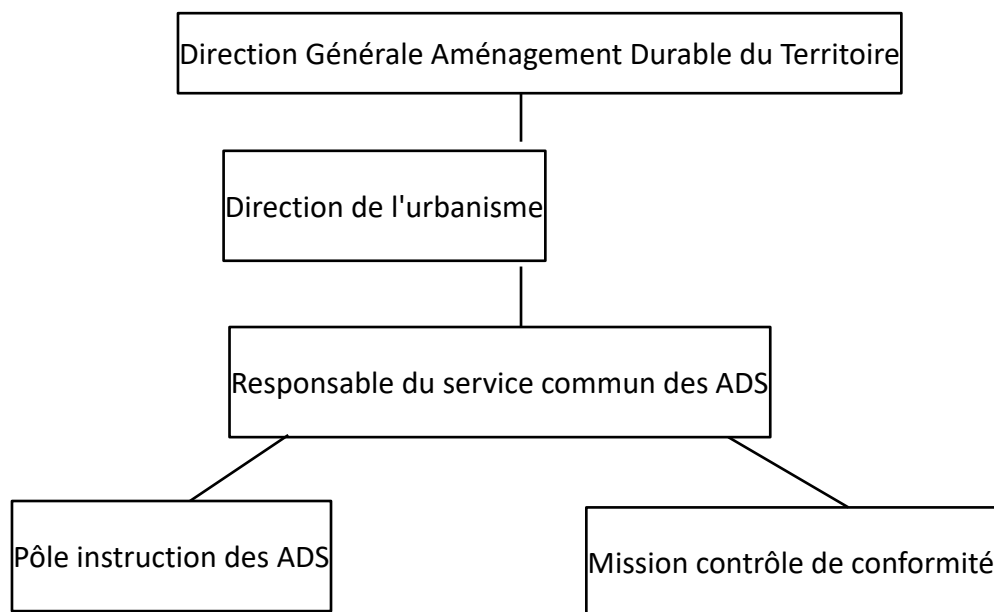 Direction Générale Aménagement Durable du Territoire
Direction de l'urbanisme
Responsable du service commun des ADS
Pôle instruction des ADS
Mission contrôle de conformité